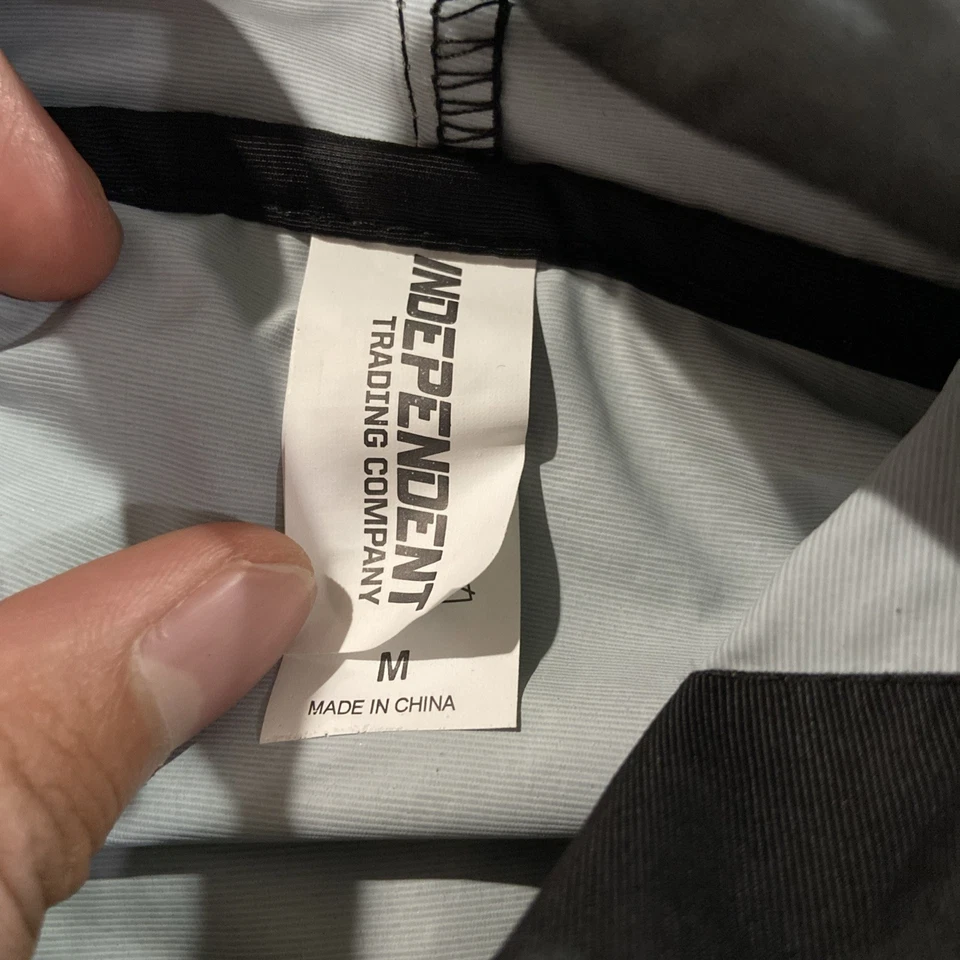 INDEPENDENT
TRADING COMPANY
M
MADE IN CHINA